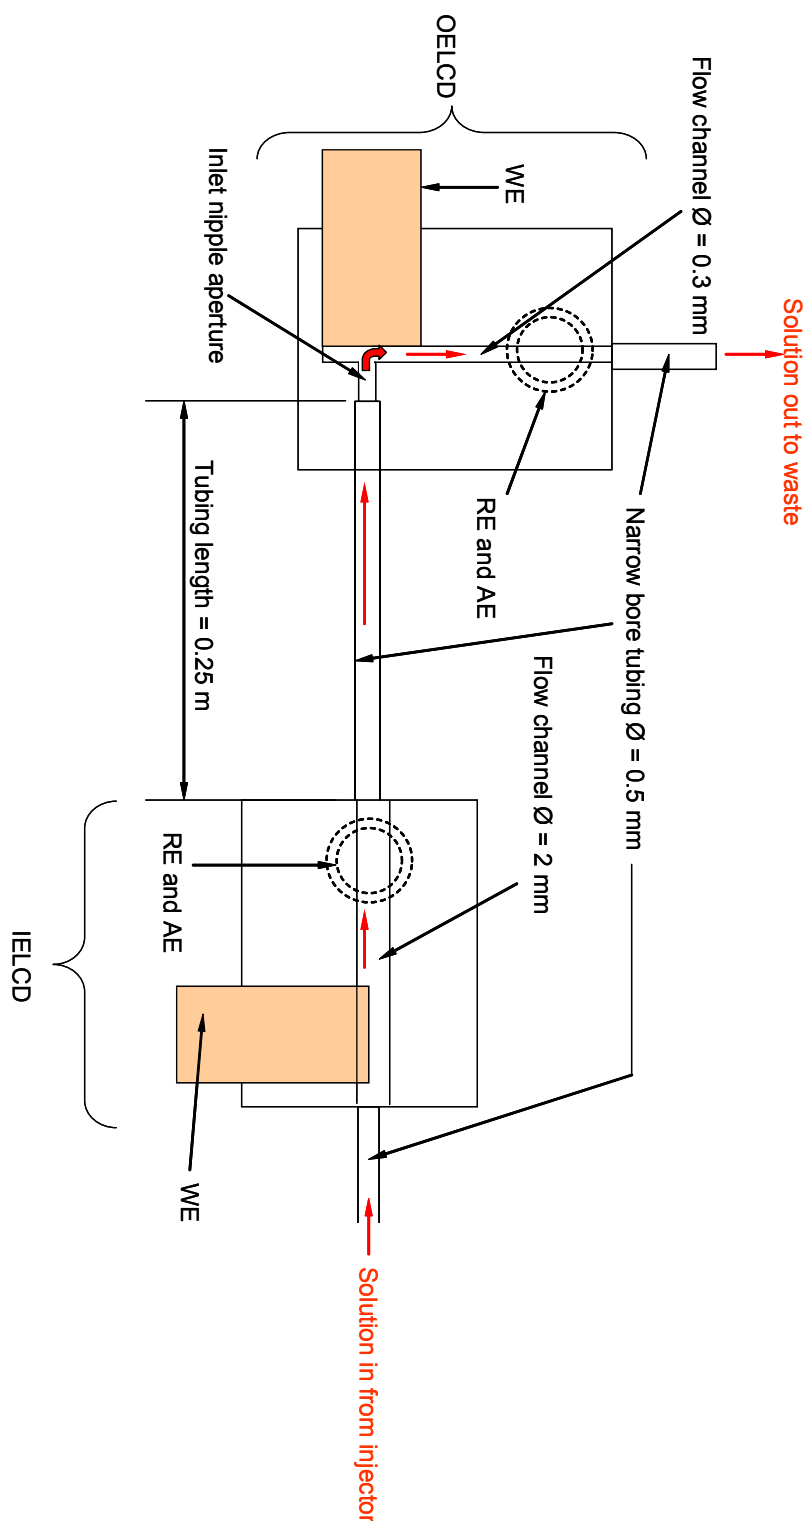 OELCD
Inlet nipple aperture
WE
Flow channel Ø = 0.3 mm
Solution out to waste
Tubing length = 0.25 m
RE and AE
Narrow bore tubing Ø = 0.5 mm
Flow channel Ø = 2 mm
RE and AE
IELCD
WE
Solution in from injector